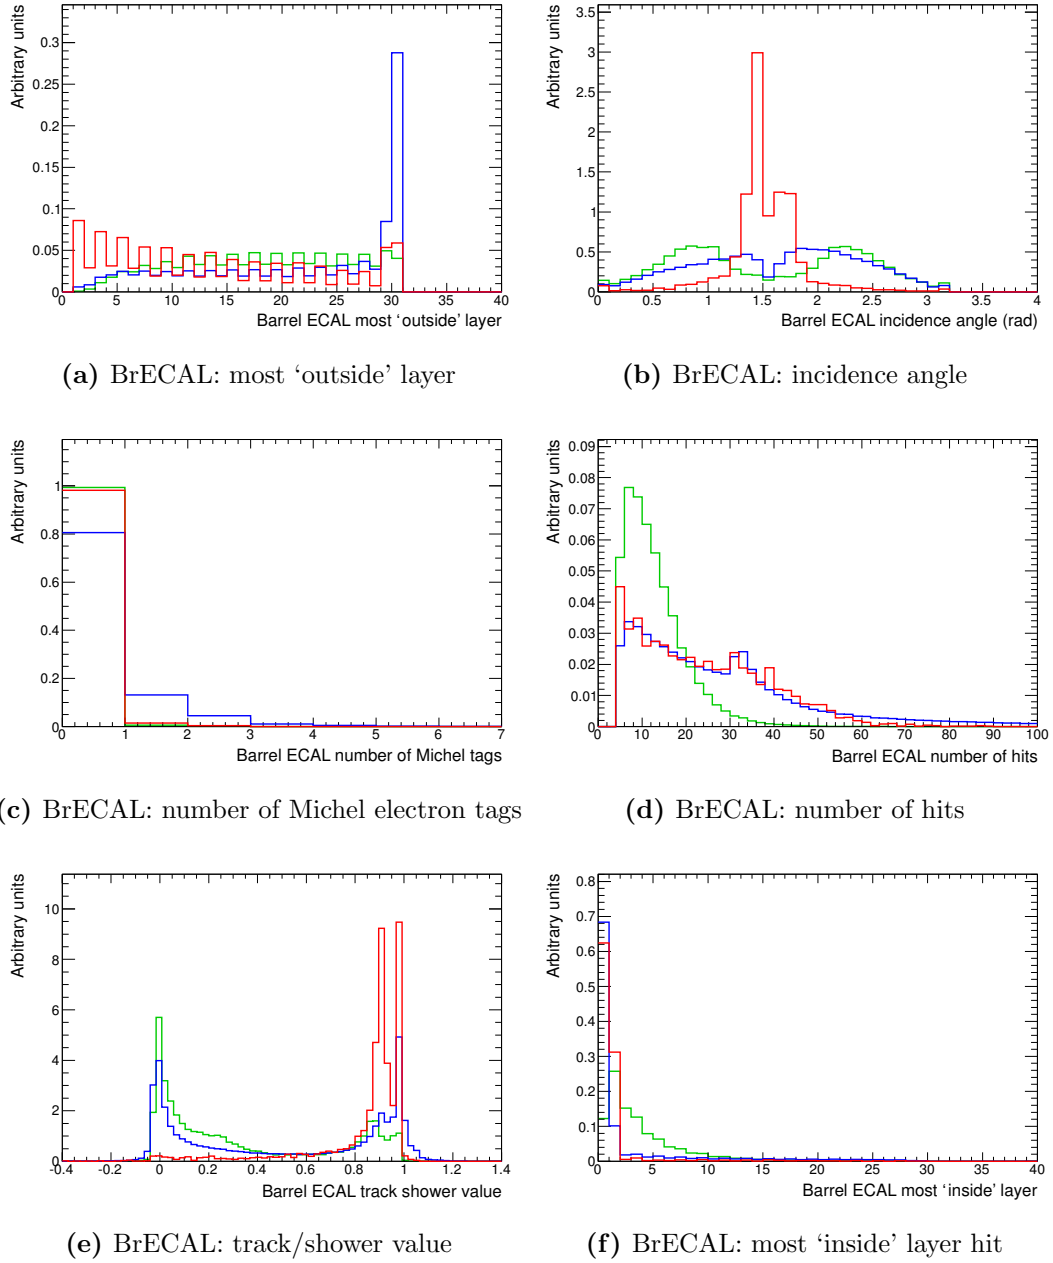 Arbitrary units
0.3
0.25
0.2
0.15
0.1
0.05
0
0 5 10 15 20 25 30 35 40
Barrel ECAL most ‘outside’ layer
(a) BrECAL: most ‘outside’ layer
Arbitrary units
3.5
3
2.5
2
1.5
1
0.5
0
0 0.5 1 1.5 2 2.5 3 3.5 4
Barrel ECAL incidence angle (rad)
(b) BrECAL: incidence angle
Arbitrary units
1
0.8
0.6
0.4
0.2
0
0 1 2 3 4 5 6 7
Barrel ECAL number of Michel tags
(c) BrECAL: number of Michel electron tags
Arbitrary units
0.09
0.08
0.07
0.06
0.05
0.04
0.03
0.02
0.01
0.00
0 10 20 30 40 50 60 70 80 90 100
Barrel ECAL number of hits
(d) BrECAL: number of hits
Arbitrary units
10
8
6
4
2
0
-0.4 -0.2 0 0.2 0.4 0.6 0.8 1 1.2 1.4
Barrel ECAL track shower value
(e) BrECAL: track/shower value
Arbitrary units
0.8
0.7
0.6
0.5
0.4
0.3
0.2
0.1
0
0 5 10 15 20 25 30 35 40
Barrel ECAL most ‘inside’ layer
(f) BrECAL: most ‘inside’ layer hit